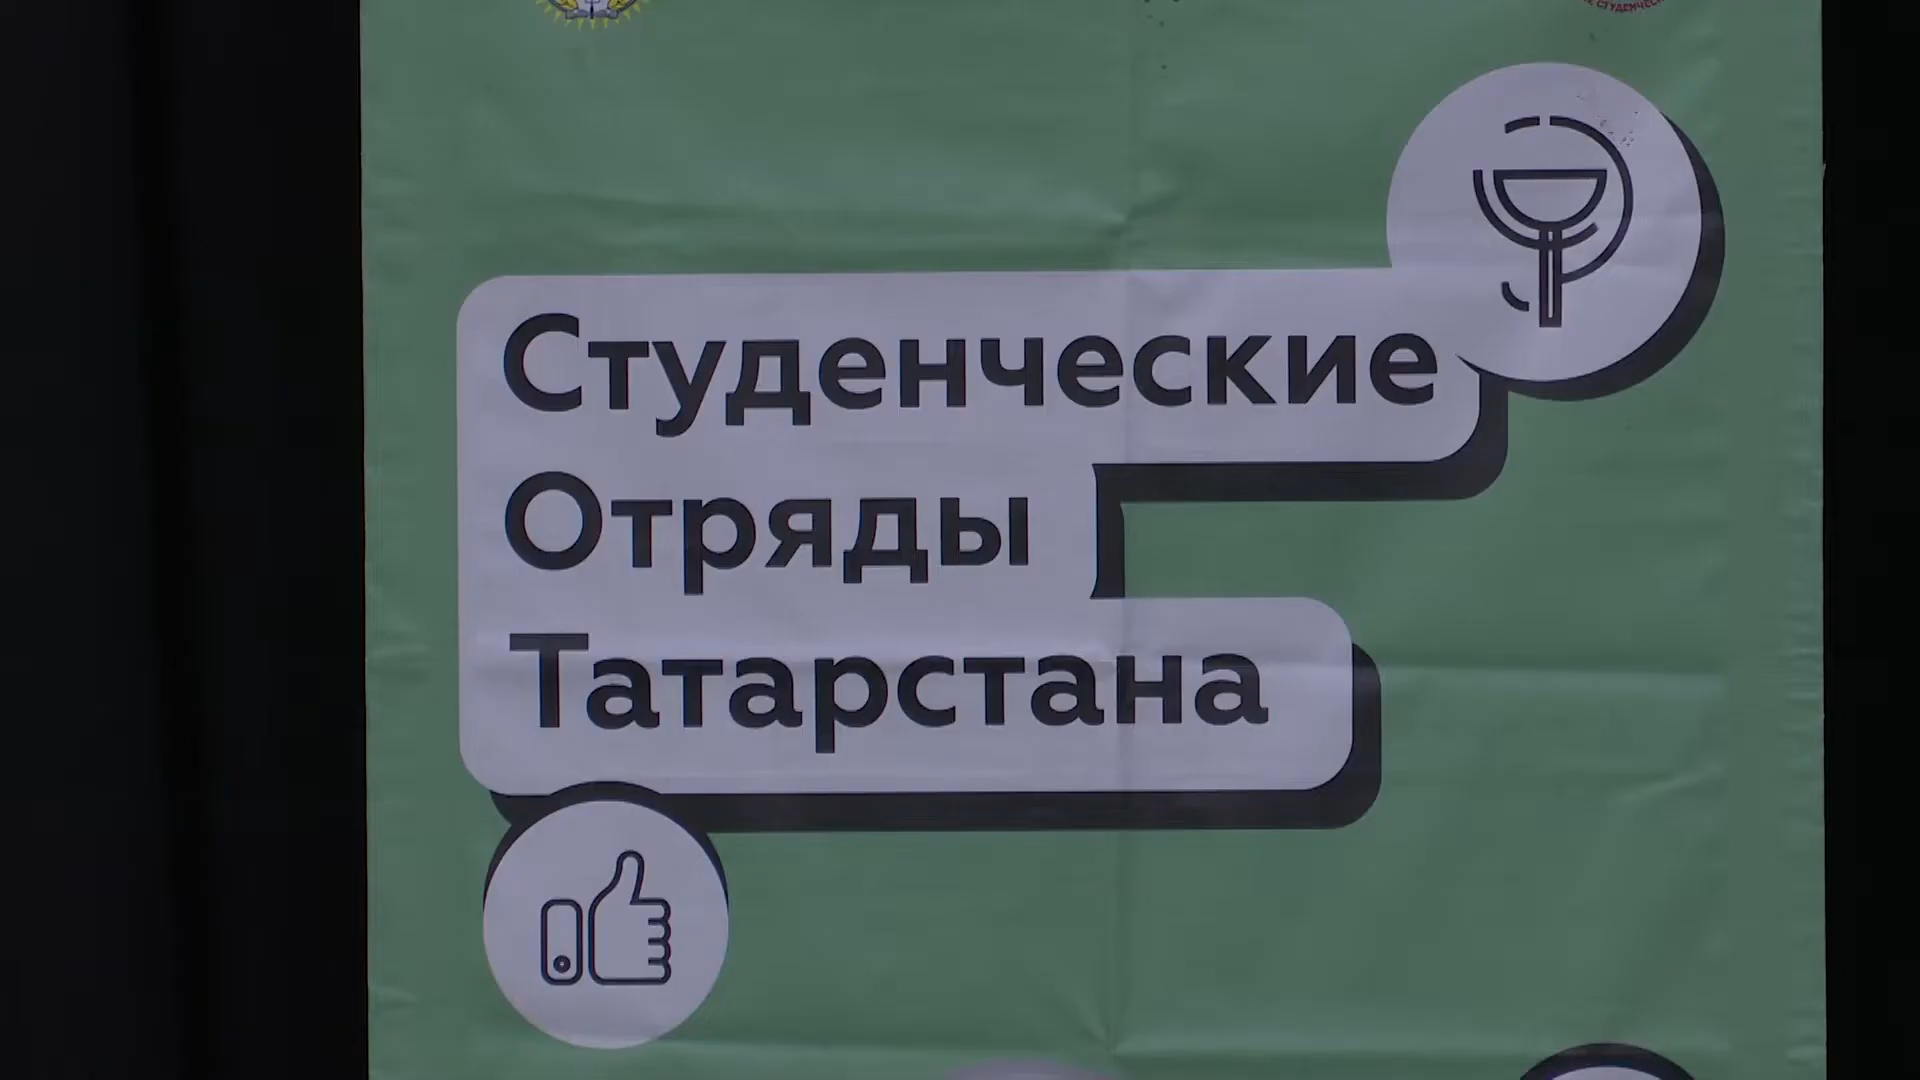 Студенческие
Отряды
Татарстана